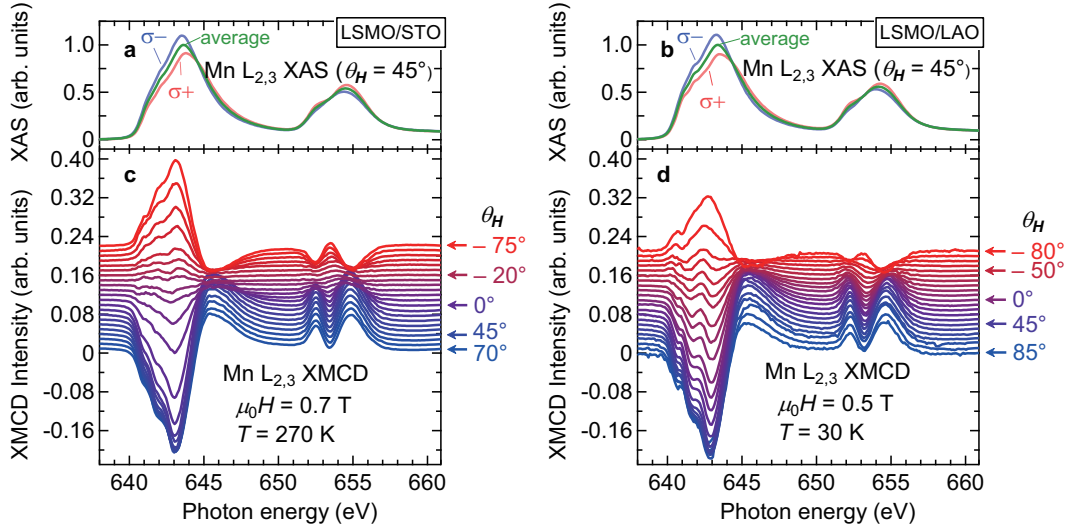 a
σ−
average
σ+
LSMO/STO
Mn L2,3 XAS (θH = 45°)
XAS (arb. units)
1.0
0.5
0
c
XMCD Intensity (arb. units)
0.40
0.32
0.24
0.16
0.08
0
-0.08
-0.16
θH
− 75°
− 20°
0°
45°
70°
Mn L2,3 XMCD
μ0H = 0.7 T
T = 270 K
640 645 650 655 660
Photon energy (eV)
b
σ−
average
σ+
LSMO/LAO
Mn L2,3 XAS (θH = 45°)
XAS (arb. units)
1.0
0.5
0
d
XMCD Intensity (arb. units)
0.40
0.32
0.24
0.16
0.08
0
-0.08
-0.16
θH
− 80°
− 50°
0°
45°
85°
Mn L2,3 XMCD
μ0H = 0.5 T
T = 30 K
640 645 650 655 660
Photon energy (eV)